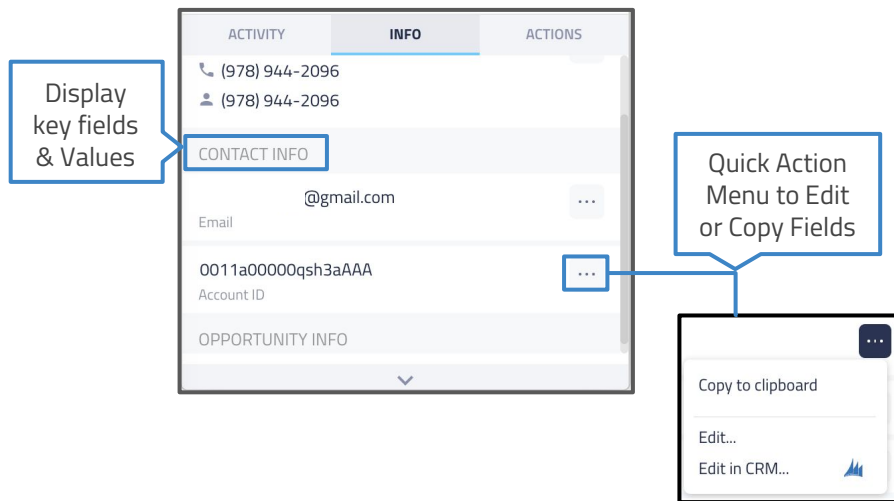 ACTIVITY INFO ACTIONS
(978) 944-2096
(978) 944-2096
Display
key fields
& Values
CONTACT INFO
@gmail.com
Email
0011a00000qsh3aAAA
Account ID
OPPORTUNITY INFO
Quick Action
Menu to Edit
or Copy Fields
Copy to clipboard
Edit...
Edit in CRM...